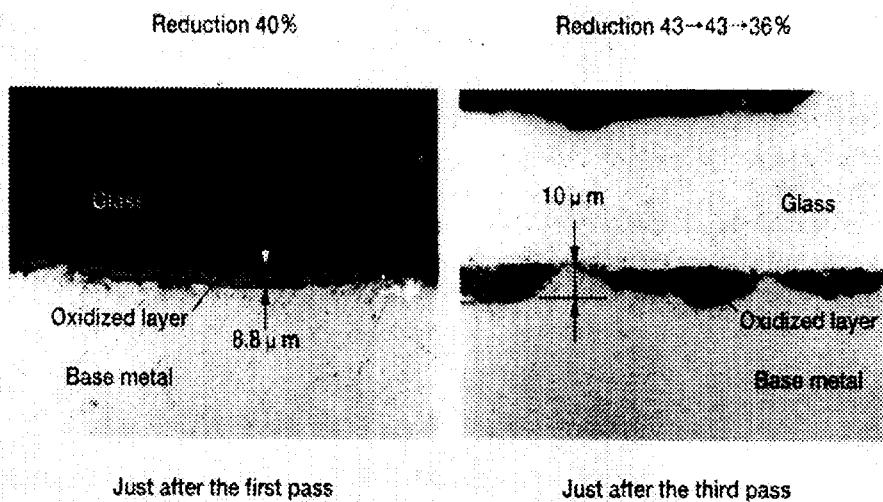 Reduction 40%
Reduction 43→43→36%
Glass
10 μm
Glass
Oxidized layer
8.8 μm
Base metal
Oxidized layer
Base metal
Just after the first pass
Just after the third pass